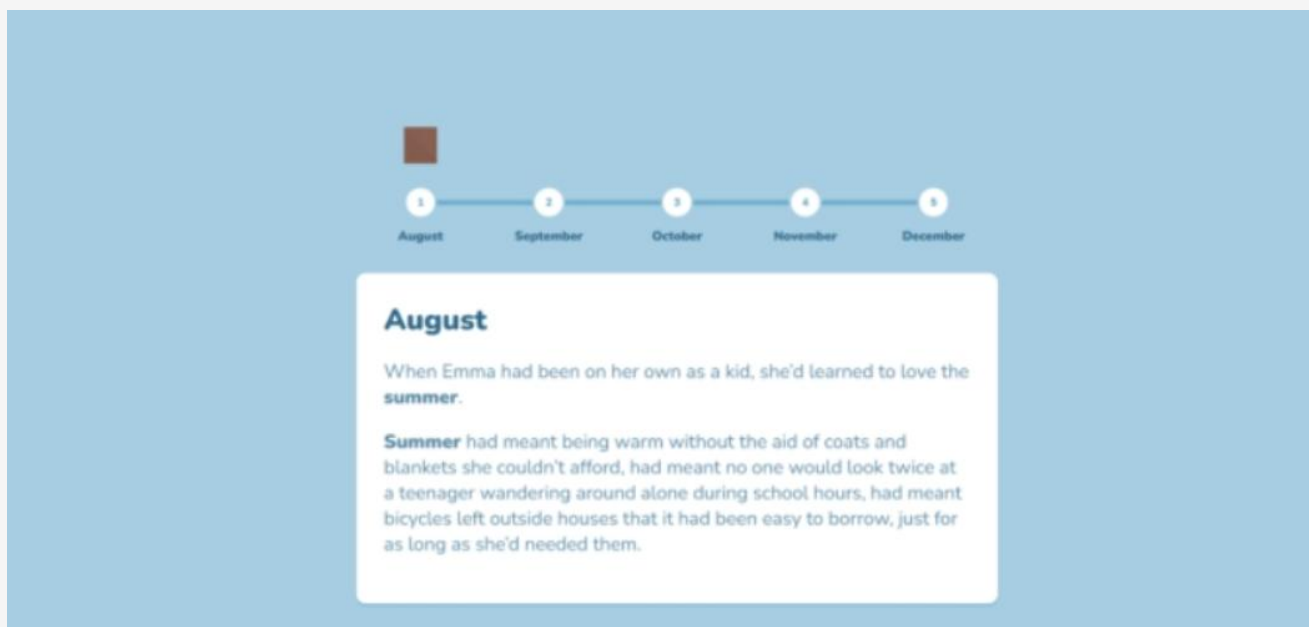 1 2 3 4 5
August September October November December
August
When Emma had been on her own as a kid, she'd learned to love the
summer.
Summer had meant being warm without the aid of coats and
blankets she couldn't afford, had meant no one would look twice at
a teenager wandering around alone during school hours, had meant
bicycles left outside houses that it had been easy to borrow, just for
as long as she'd needed them.